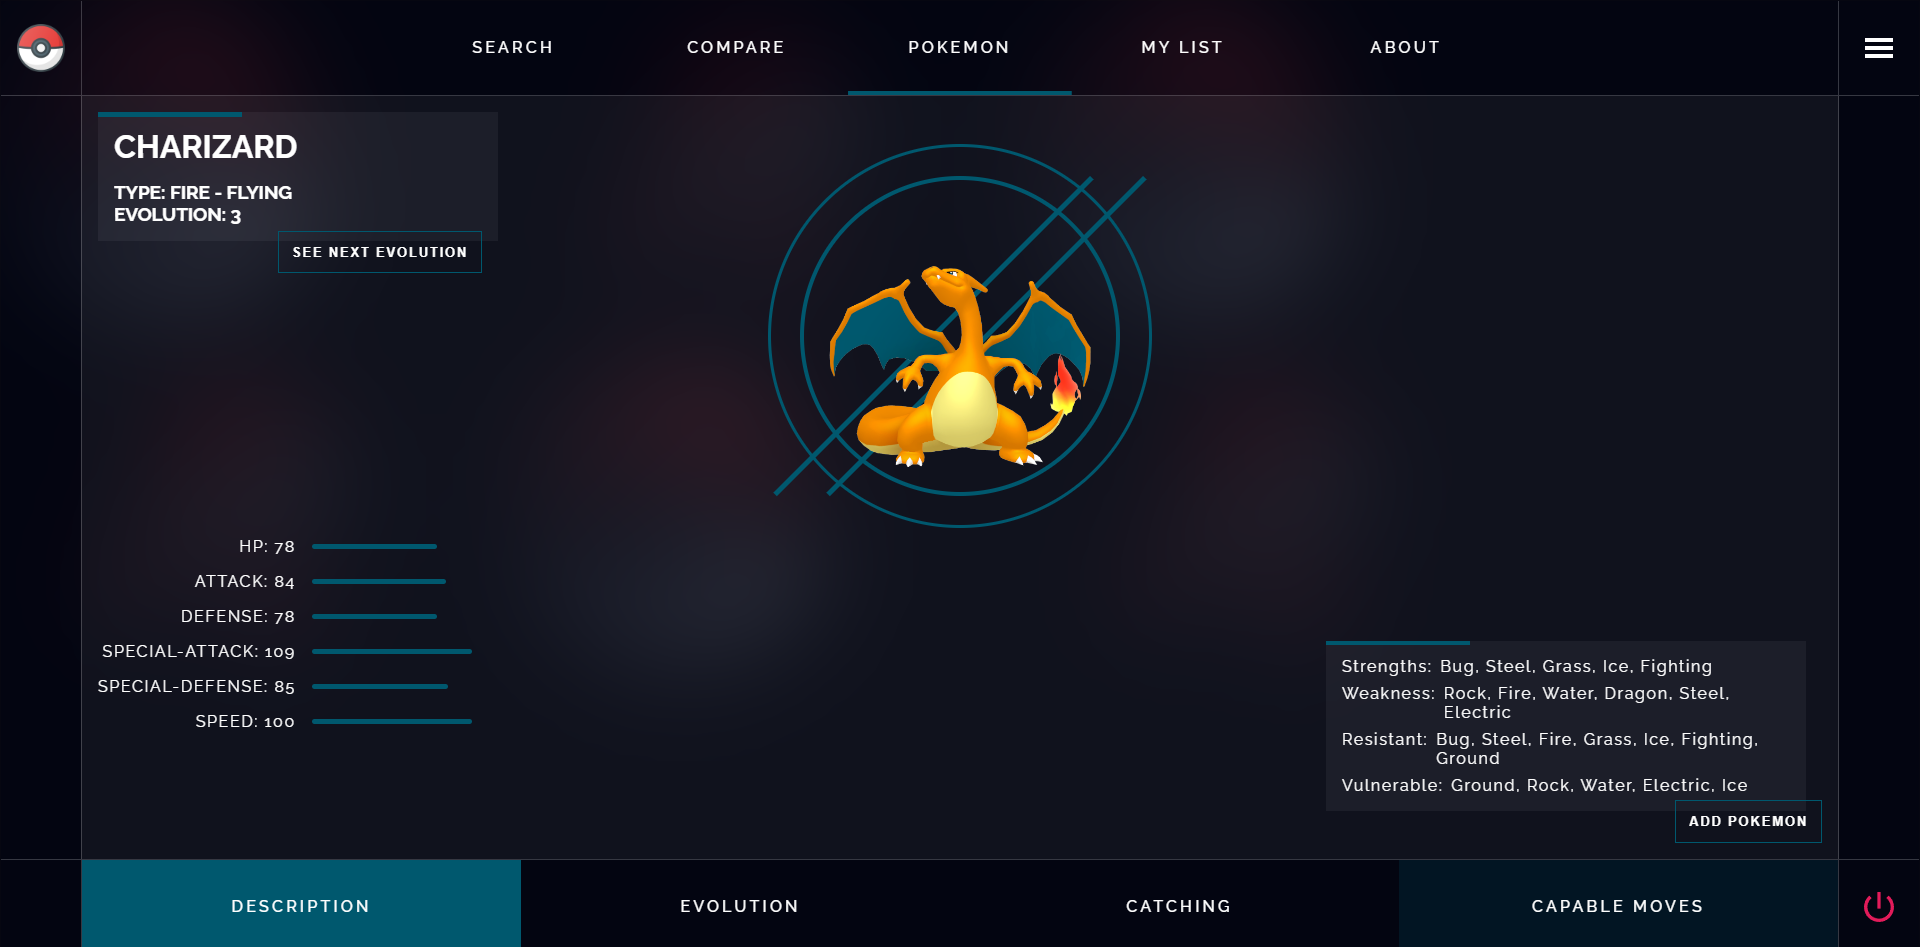 SEARCH COMPARE POKEMON MY LIST ABOUT
CHARIZARD
TYPE: FIRE - FLYING
EVOLUTION: 3
SEE NEXT EVOLUTION
HP: 78
ATTACK: 84
DEFENSE: 78
SPECIAL-ATTACK: 109
SPECIAL-DEFENSE: 85
SPEED: 100
Strengths: Bug, Steel, Grass, Ice, Fighting
Weakness: Rock, Fire, Water, Dragon, Steel,
Electric
Resistant: Bug, Steel, Fire, Grass, Ice, Fighting,
Ground
Vulnerable: Ground, Rock, Water, Electric, Ice
ADD POKEMON
DESCRIPTION EVOLUTION CATCHING CAPABLE MOVES